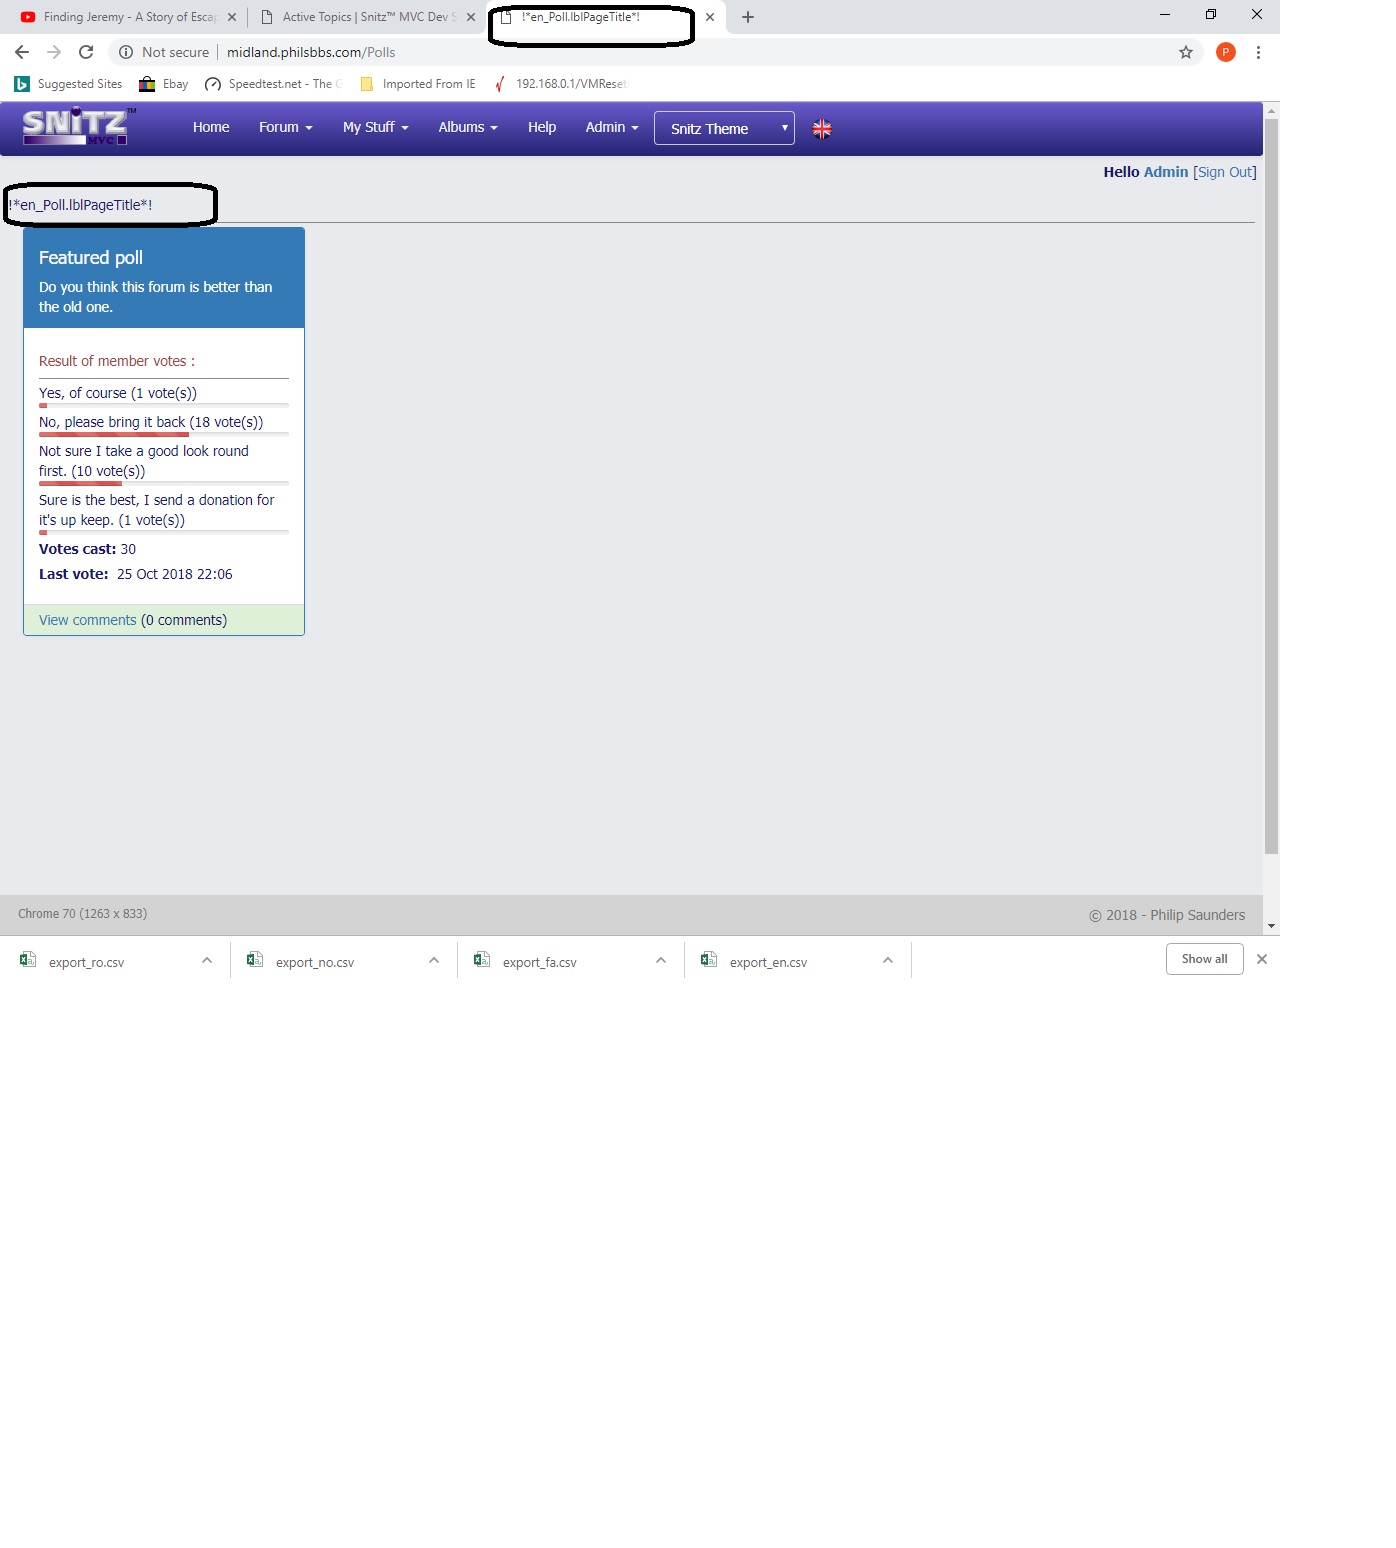 Finding Jeremy - A Story of Escap
Active Topics | Snitz™ MVC Dev S
!*en_Poll.lblPageTitle*!
Not secure | midland.philsbbs.com/Polls
P
Suggested Sites Ebay Speedtest.net - The G Imported From IE 192.168.0.1/VMReset
SNiTZ™ MVC
Home Forum My Stuff Albums Help Admin Snitz Theme
Hello Admin [Sign Out]
!*en_Poll.lblPageTitle*!
Featured poll
Do you think this forum is better than
the old one.
Result of member votes :
Yes, of course (1 vote(s))
No, please bring it back (18 vote(s))
Not sure I take a good look round
first. (10 vote(s))
Sure is the best, I send a donation for
it's up keep. (1 vote(s))
Votes cast: 30
Last vote: 25 Oct 2018 22:06
View comments (0 comments)
Chrome 70 (1263 x 833)
© 2018 - Philip Saunders
export_ro.csv export_no.csv export_fa.csv export_en.csv Show all